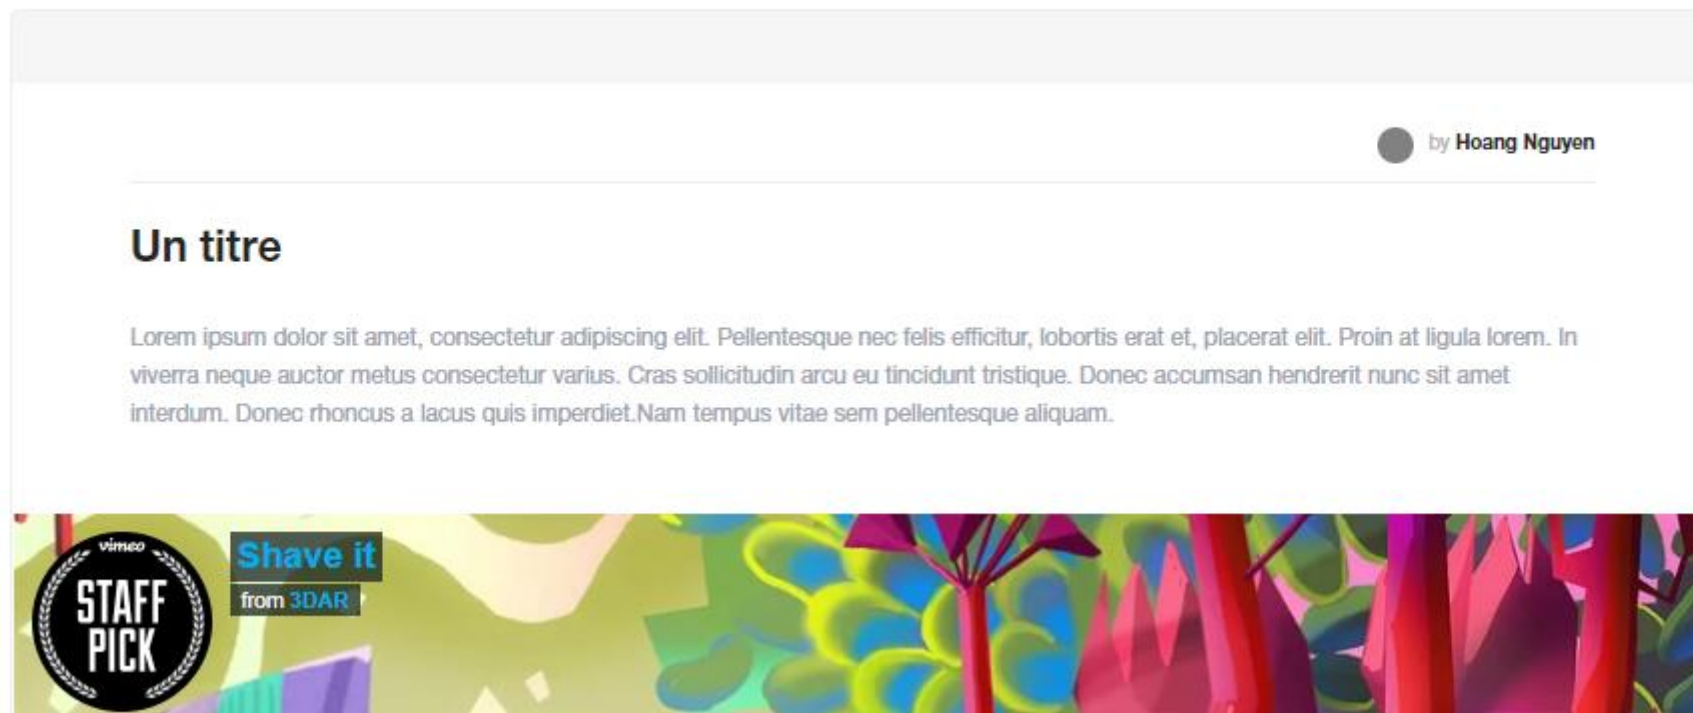 by Hoang Nguyen
Un titre
Lorem ipsum dolor sit amet, consectetur adipiscing elit. Pellentesque nec felis efficitur, lobortis erat et, placerat elit. Proin at ligula lorem. In
viverra neque auctor metus consectetur varius. Cras sollicitudin arcu eu tincidunt tristique. Donec accumsan hendrerit nunc sit amet
interdum. Donec rhoncus a lacus quis imperdiet.Nam tempus vitae sem pellentesque aliquam.
vimeo
STAFF
PICK
Shave it
from 3DAR